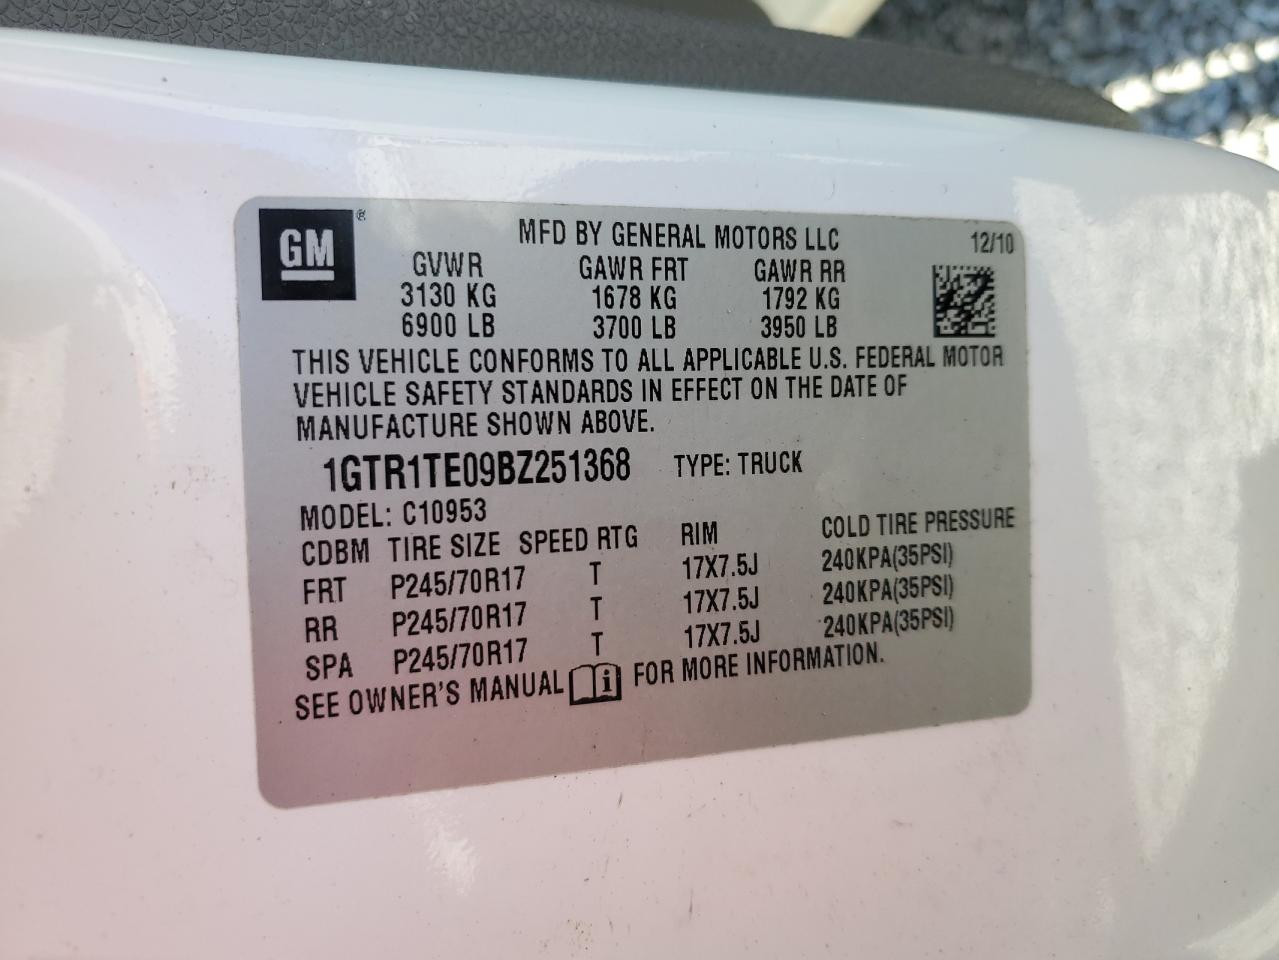 GM ®
MFD BY GENERAL MOTORS LLC 12/10
GVWR GAWR FRT GAWR RR
3130 KG 1678 KG 1792 KG
6900 LB 3700 LB 3950 LB
THIS VEHICLE CONFORMS TO ALL APPLICABLE U.S. FEDERAL MOTOR
VEHICLE SAFETY STANDARDS IN EFFECT ON THE DATE OF
MANUFACTURE SHOWN ABOVE.
1GTR1TE09BZ251368 TYPE: TRUCK
MODEL: C10953
CDBM TIRE SIZE SPEED RTG RIM COLD TIRE PRESSURE
FRT P245/70R17 T 17X7.5J 240KPA(35PSI)
RR P245/70R17 T 17X7.5J 240KPA(35PSI)
SPA P245/70R17 T 17X7.5J 240KPA(35PSI)
SEE OWNER'S MANUAL i FOR MORE INFORMATION.